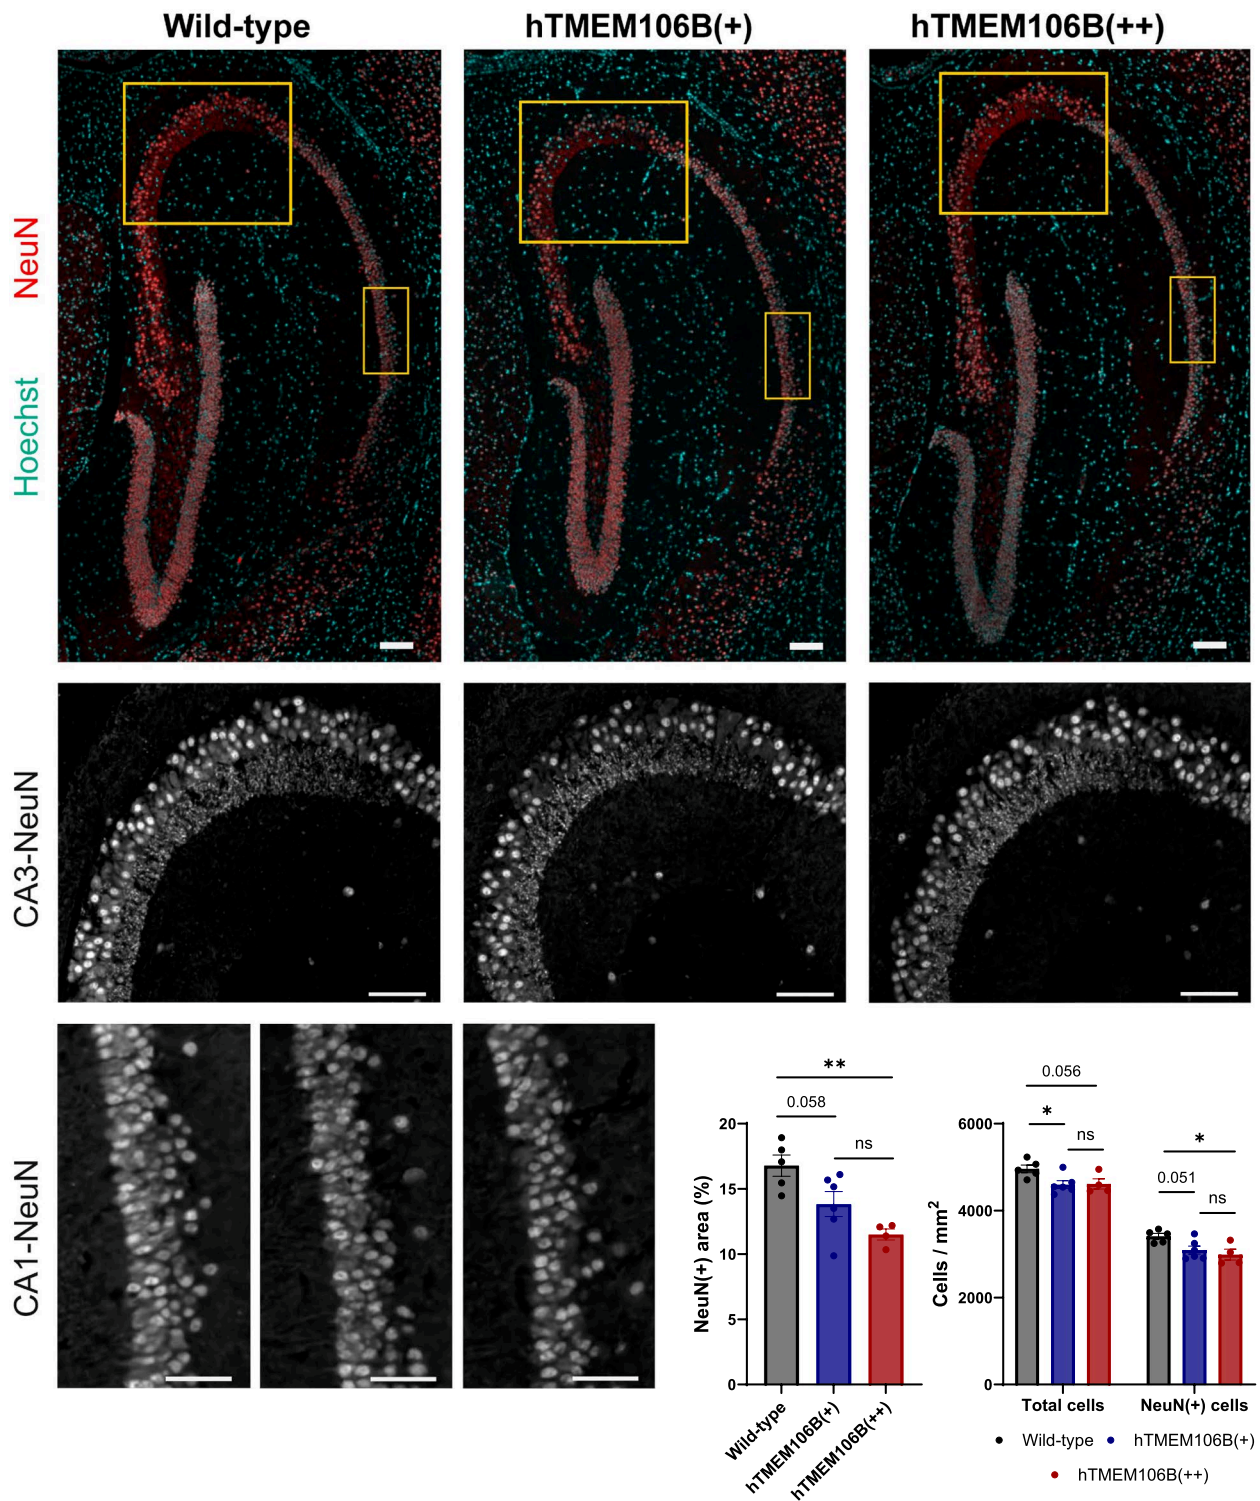 Wild-type
hTMEM106B(+)
hTMEM106B(++)
Hoechst NeuN
CA3-NeuN
CA1-NeuN
**
0.058
ns
20
15
10
5
0
NeuN(+) area (%)
Wild-type
hTMEM106B(+)
hTMEM106B(++)
0.056
*
ns
*
0.051
ns
6000
4000
2000
0
Cells / mm2
Total cells
NeuN(+) cells
Wild-type
hTMEM106B(+)
hTMEM106B(++)